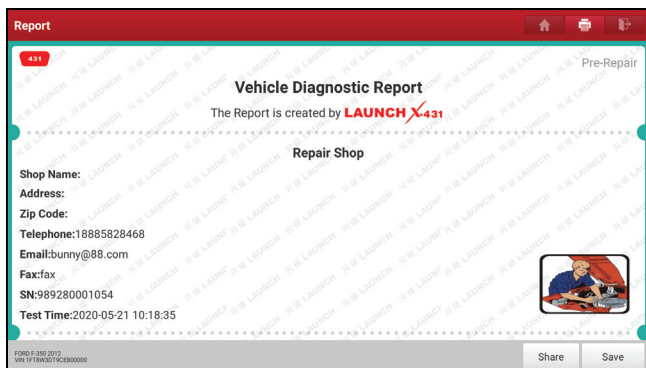 Report
431
Pre-Repair
Vehicle Diagnostic Report
The Report is created by LAUNCH X-431
Repair Shop
Shop Name:
Address:
Zip Code:
Telephone:18885828468
Email:bunny@88.com
Fax:fax
SN:989280001054
Test Time:2020-05-21 10:18:35
FORD F-350 2012
VIN 1FT8W3DT9CEB00000
Share
Save